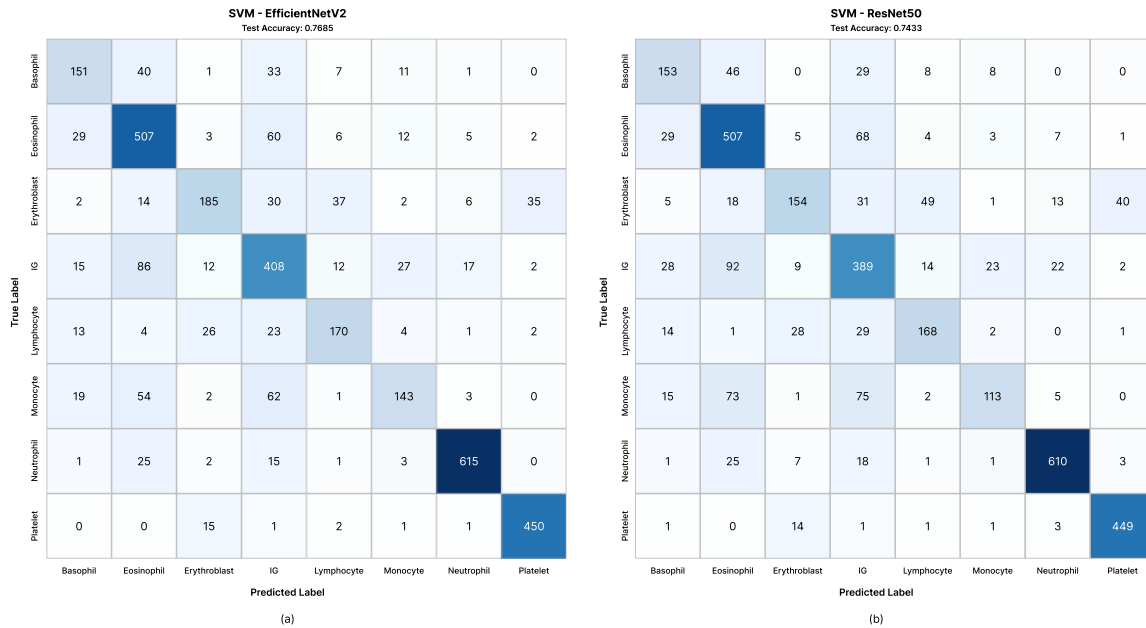 SVM - EfficientNetV2
Test Accuracy: 0.7685
True Label
Basophil 151 40 1 33 7 11 1 0
Eosinophil 29 507 3 60 6 12 5 2
Erythroblast 2 14 185 30 37 2 6 35
IG 15 86 12 408 12 27 17 2
Lymphocyte 13 4 26 23 170 4 1 2
Monocyte 19 54 2 62 1 143 3 0
Neutrophil 1 25 2 15 1 3 615 0
Platelet 0 0 15 1 2 1 1 450
Basophil Eosinophil Erythroblast IG Lymphocyte Monocyte Neutrophil Platelet
Predicted Label
(a)
SVM - ResNet50
Test Accuracy: 0.7433
True Label
Basophil 153 46 0 29 8 8 0 0
Eosinophil 29 507 5 68 4 3 7 1
Erythroblast 5 18 154 31 49 1 13 40
IG 28 92 9 389 14 23 22 2
Lymphocyte 14 1 28 29 168 2 0 1
Monocyte 15 73 1 75 2 113 5 0
Neutrophil 1 25 7 18 1 1 610 3
Platelet 1 0 14 1 1 1 3 449
Basophil Eosinophil Erythroblast IG Lymphocyte Monocyte Neutrophil Platelet
Predicted Label
(b)